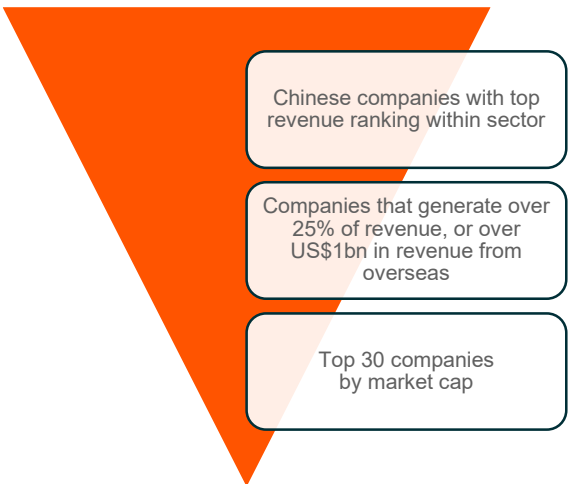 Chinese companies with top
revenue ranking within sector
Companies that generate over
25% of revenue, or over
US$1bn in revenue from
overseas
Top 30 companies
by market cap